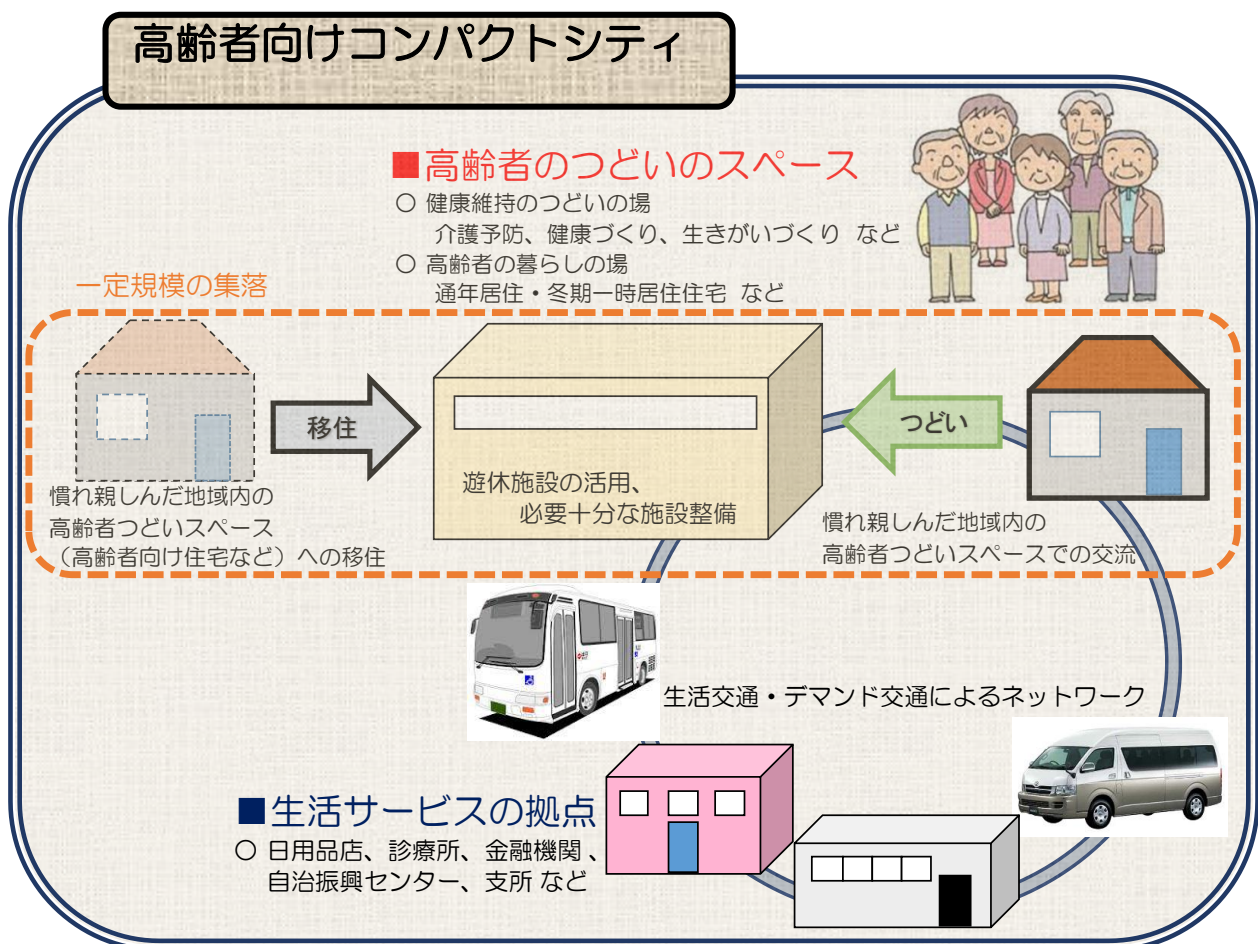 高齢者向けコンパクトシティ
■高齢者のつどいのスペース
○ 健康維持のつどいの場
介護予防、健康づくり、生きがいづくり など
○ 高齢者の暮らしの場
通年居住・冬期一時居住住宅 など
一定規模の集落
移住
つどい
遊休施設の活用、
必要十分な施設整備
慣れ親しんだ地域内の
高齢者つどいスペース
（高齢者向け住宅など）への移住
慣れ親しんだ地域内の
高齢者つどいスペースでの交流
生活交通・デマンド交通によるネットワーク
■生活サービスの拠点
○ 日用品店、診療所、金融機関、
自治振興センター、支所 など